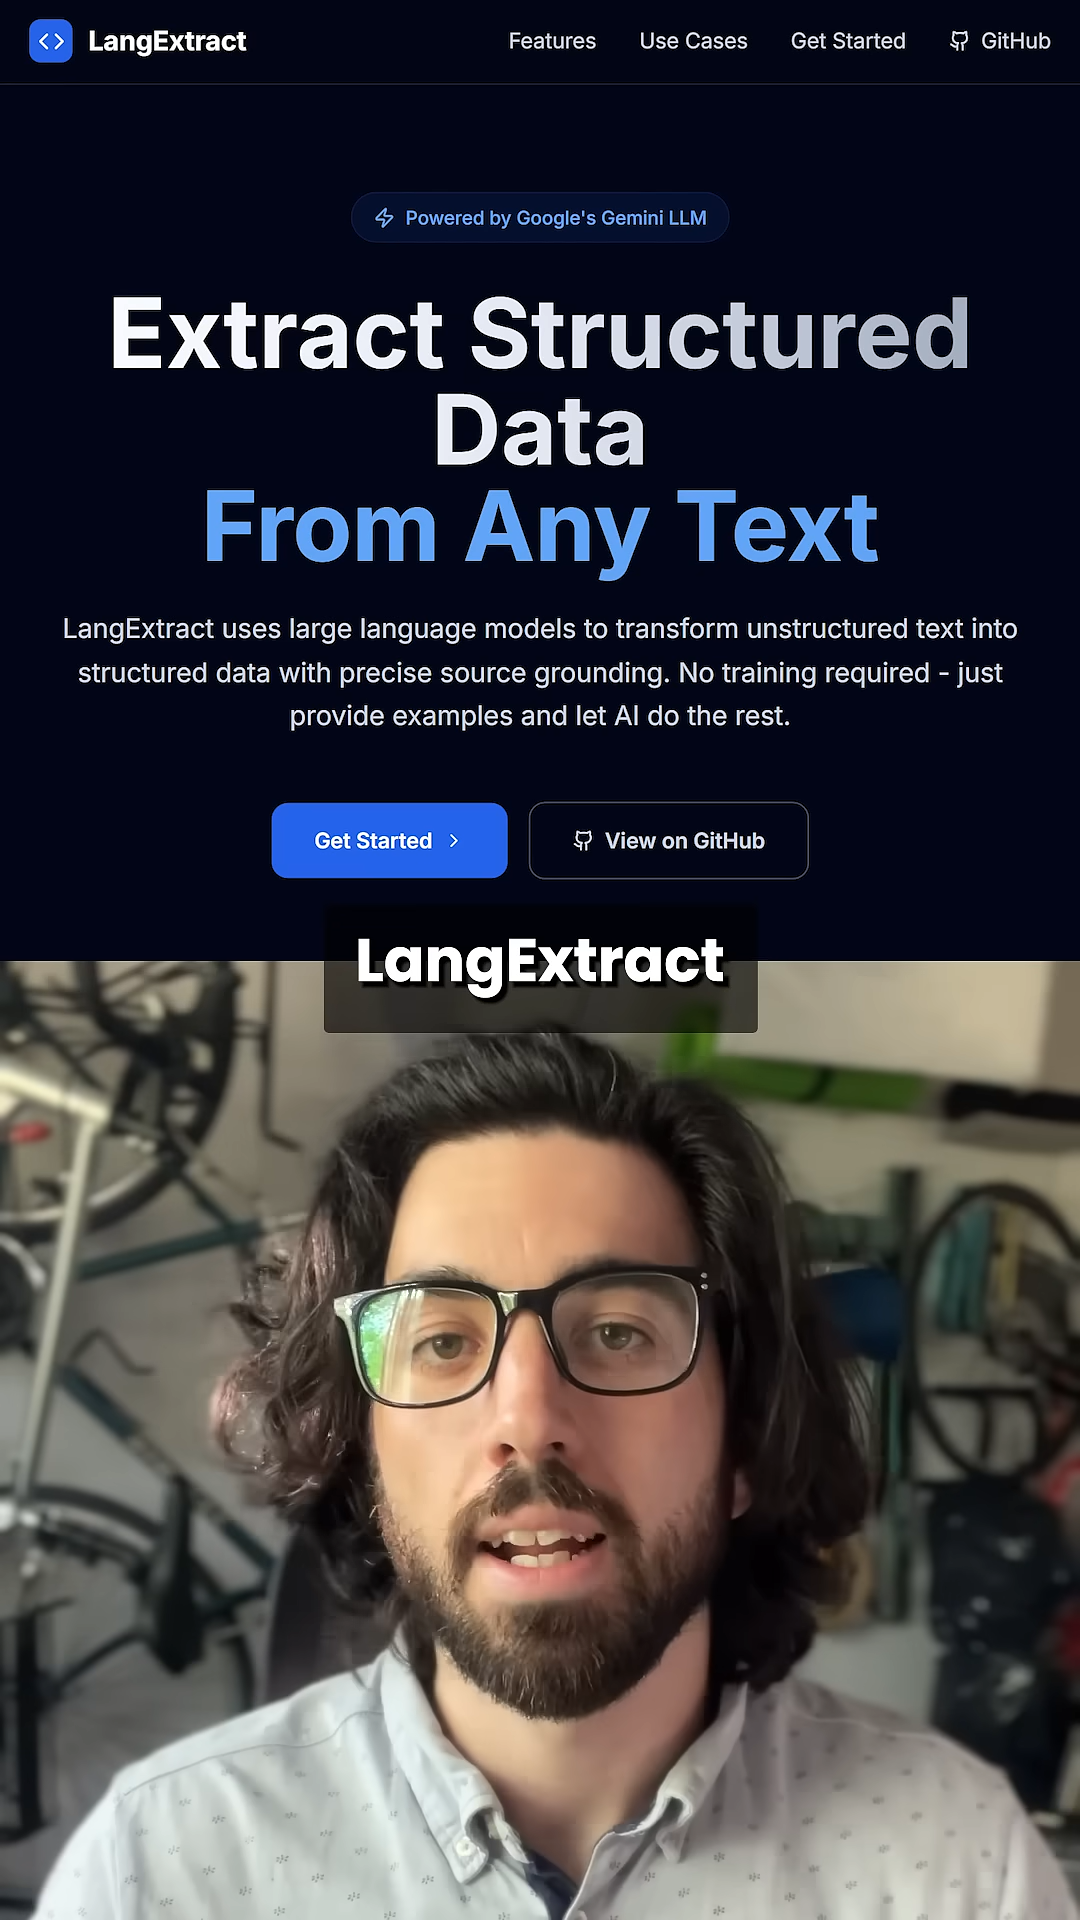 LangExtract
Features
Use Cases
Get Started
GitHub
Powered by Google's Gemini LLM
Extract Structured
Data
From Any Text
LangExtract uses large language models to transform unstructured text into
structured data with precise source grounding. No training required - just
provide examples and let AI do the rest.
Get Started
View on GitHub
LangExtract